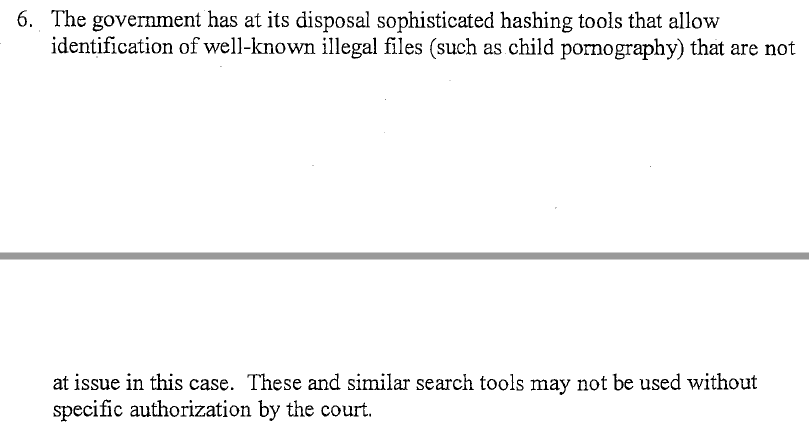 6. The government has at its disposal sophisticated hashing tools that allow
identification of well-known illegal files (such as child pornography) that are not
at issue in this case. These and similar search tools may not be used without
specific authorization by the court.